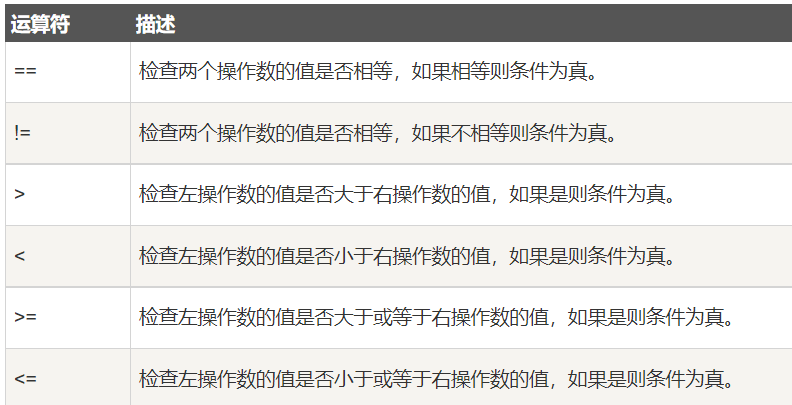 运算符 描述
== 检查两个操作数的值是否相等，如果相等则条件为真。
!= 检查两个操作数的值是否相等，如果不相等则条件为真。
> 检查左操作数的值是否大于右操作数的值，如果是则条件为真。
< 检查左操作数的值是否小于右操作数的值，如果是则条件为真。
>= 检查左操作数的值是否大于或等于右操作数的值，如果是则条件为真。
<= 检查左操作数的值是否小于或等于右操作数的值，如果是则条件为真。